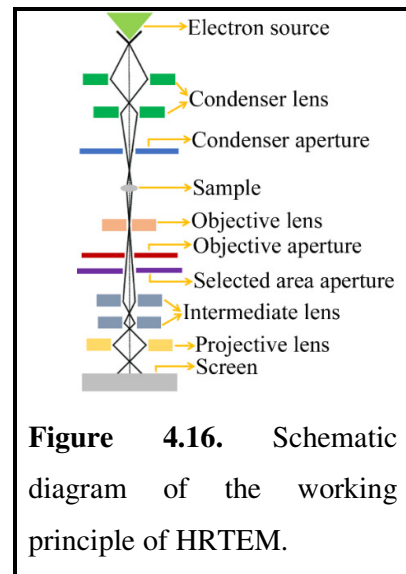 Electron source
Condenser lens
Condenser aperture
Sample
Objective lens
Objective aperture
Selected area aperture
Intermediate lens
Projective lens
Screen
Figure 4.16. Schematic
diagram of the working
principle of HRTEM.